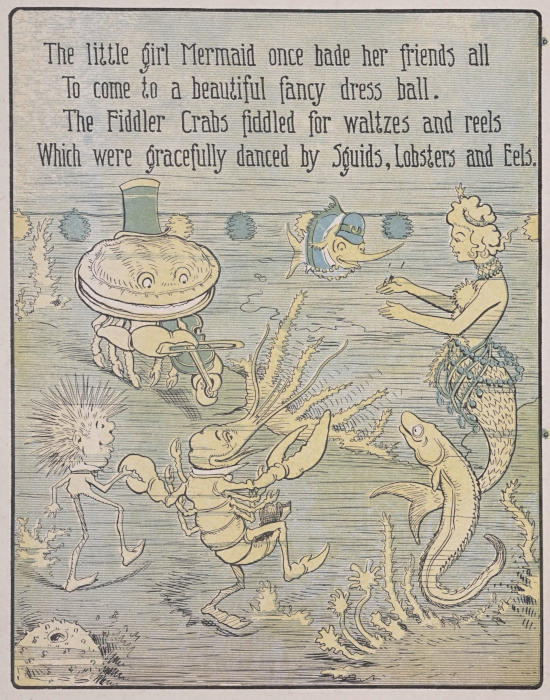 The little girl Mermaid once bade her friends all
To come to a beautiful fancy dress ball.
The Fiddler Crabs fiddled for waltzes and reels
Which were gracefully danced by Sguids, Lobsters and Eels.